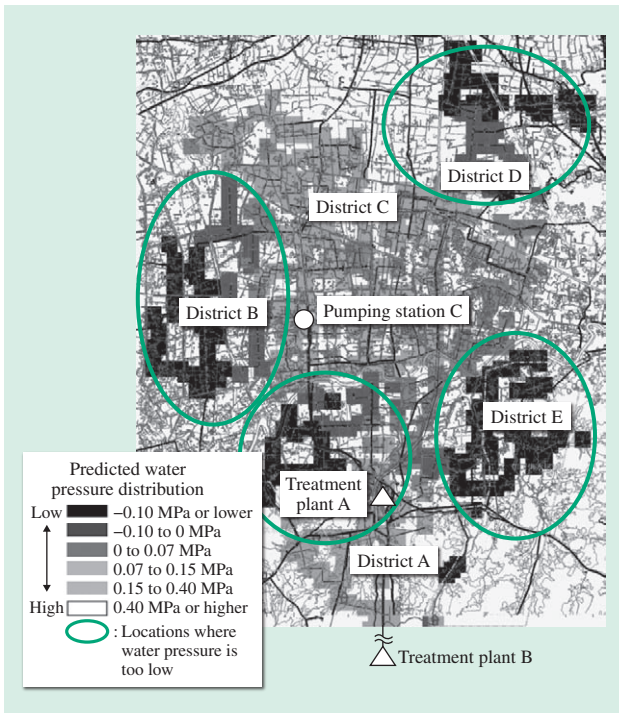 District D
District C
District B
Pumping station C
District E
Treatment
plant A
District A
Treatment plant B
Predicted water
pressure distribution
Low
−0.10 MPa or lower
−0.10 to 0 MPa
0 to 0.07 MPa
0.07 to 0.15 MPa
0.15 to 0.40 MPa
High
0.40 MPa or higher
: Locations where
water pressure is
too low